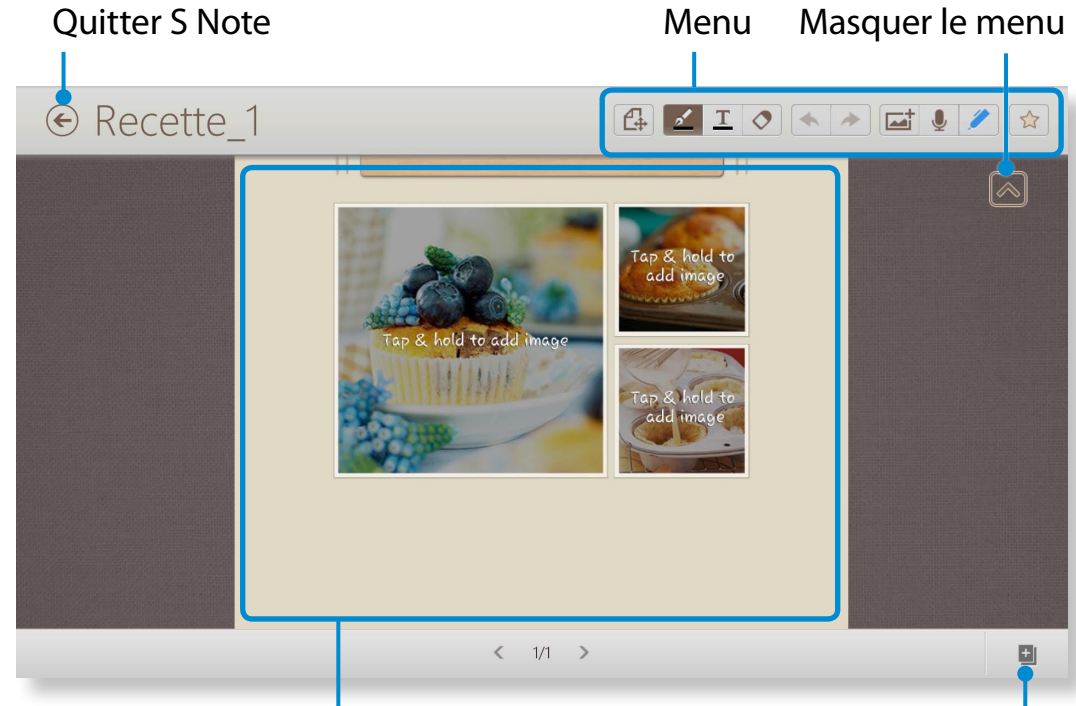 Quitter S Note
Menu
Masquer le menu
Recette_1
T
Tap & hold to
add image
Tap & hold to add image
Tap & hold to
add image
1/1